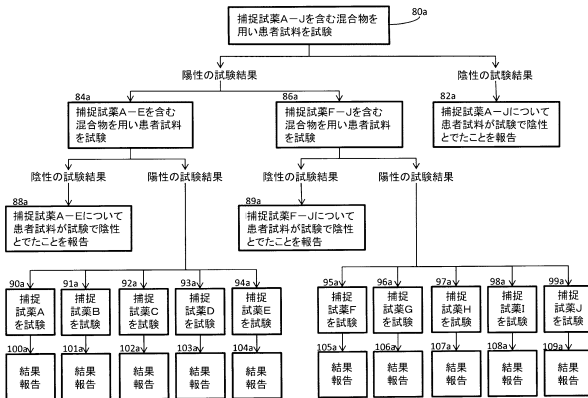 80a
捕捉試薬A-Jを含む混合物を
用い患者試料を試験
陽性の試験結果
陰性の試験結果
84a
捕捉試薬A-Eを含む
混合物を用い患者試料
を試験
86a
捕捉試薬F-Jを含む
混合物を用い患者試料
を試験
82a
捕捉試薬A-Jについて
患者試料が試験で陰性
とでたことを報告
陰性の試験結果
陽性の試験結果
陰性の試験結果
陽性の試験結果
88a
捕捉試薬A-Eについて
患者試料が試験で陰性
とでたことを報告
89a
捕捉試薬F-Jについて
患者試料が試験で陰性
とでたことを報告
90a
捕捉
試薬A
を試験
91a
捕捉
試薬B
を試験
92a
捕捉
試薬C
を試験
93a
捕捉
試薬D
を試験
94a
捕捉
試薬E
を試験
95a
捕捉
試薬F
を試験
96a
捕捉
試薬G
を試験
97a
捕捉
試薬H
を試験
98a
捕捉
試薬I
を試験
99a
捕捉
試薬J
を試験
100a
結果
報告
101a
結果
報告
102a
結果
報告
103a
結果
報告
104a
結果
報告
105a
結果
報告
106a
結果
報告
107a
結果
報告
108a
結果
報告
109a
結果
報告